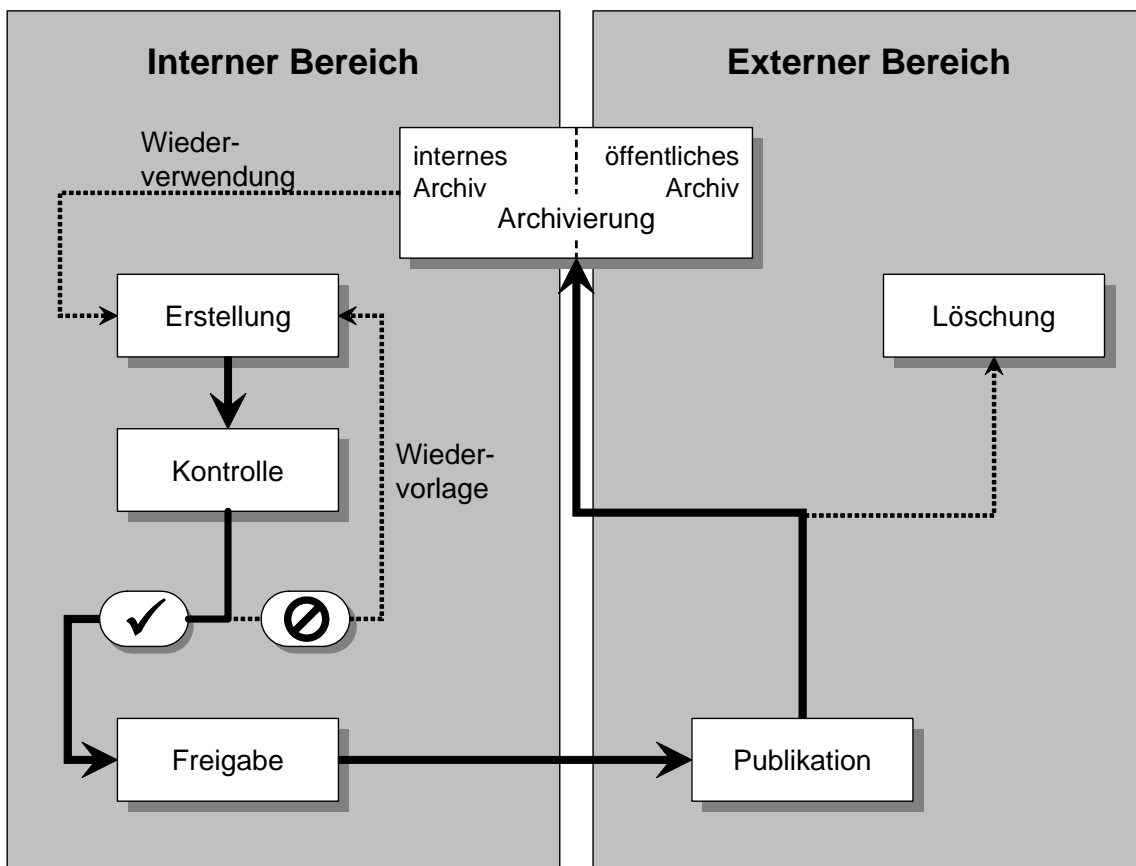 Interner Bereich
Externer Bereich
Wieder-
verwendung
internes
Archiv
öffentliches
Archiv
Archivierung
Erstellung
Löschung
Kontrolle
Wieder-
vorlage
Freigabe
Publikation